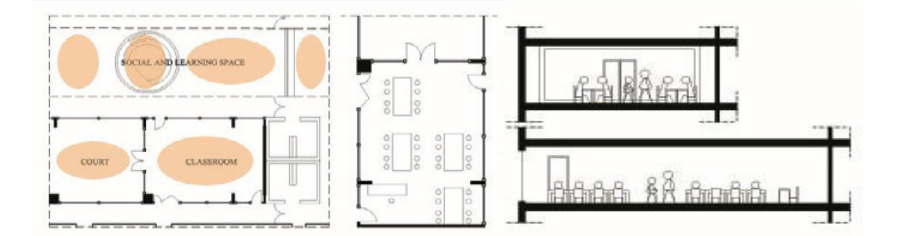 SOCIAL AND LEARNING SPACE
COURT
CLASSROOM